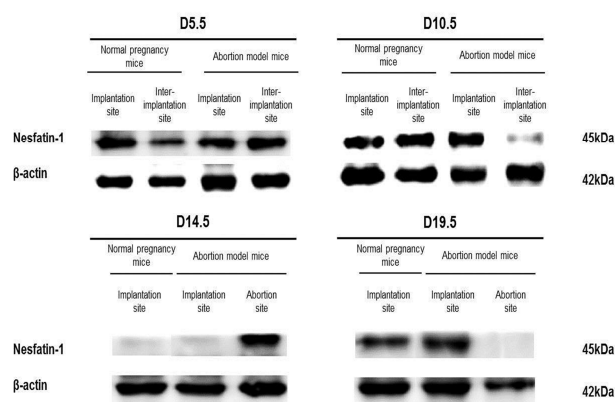 D5.5
D10.5
Normal pregnancy mice
Abortion model mice
Normal pregnancy mice
Abortion model mice
Implantation site
Inter-implantation site
Implantation site
Inter-implantation site
Implantation site
Inter-implantation site
Implantation site
Inter-implantation site
Nesfatin-1
45kDa
β-actin
42kDa
D14.5
D19.5
Normal pregnancy mice
Abortion model mice
Normal pregnancy mice
Abortion model mice
Implantation site
Implantation site
Abortion site
Implantation site
Implantation site
Abortion site
Nesfatin-1
45kDa
β-actin
42kDa